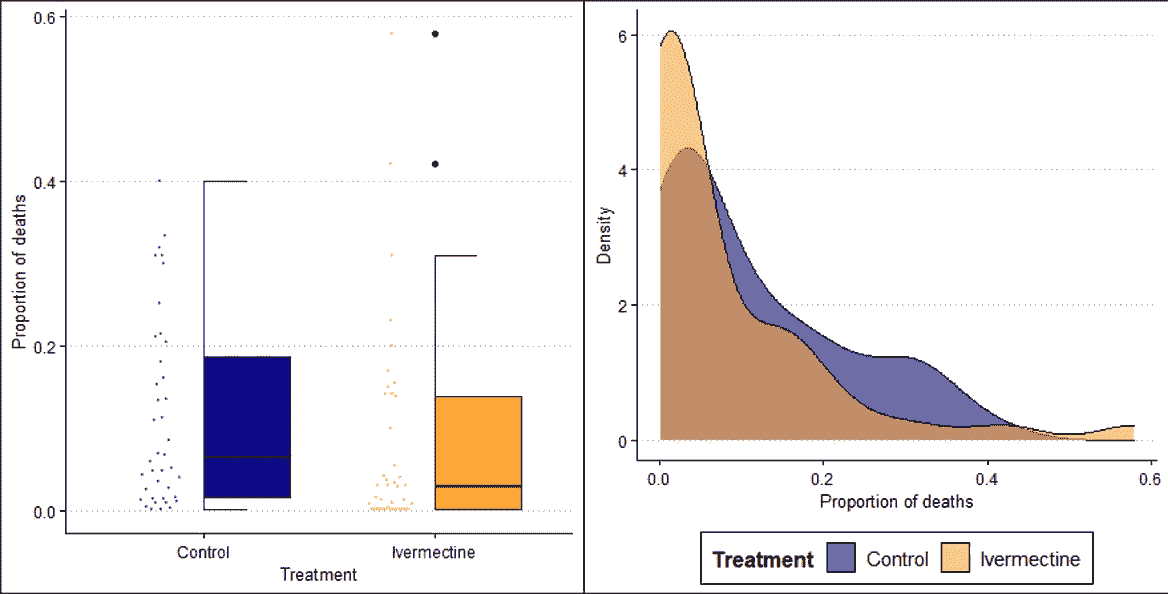 0.6
0.4
0.2
0.0
Proportion of deaths
Control
Ivermectine
Treatment
6
4
2
0
Density
0.0
0.2
0.4
0.6
Proportion of deaths
Treatment Control Ivermectine